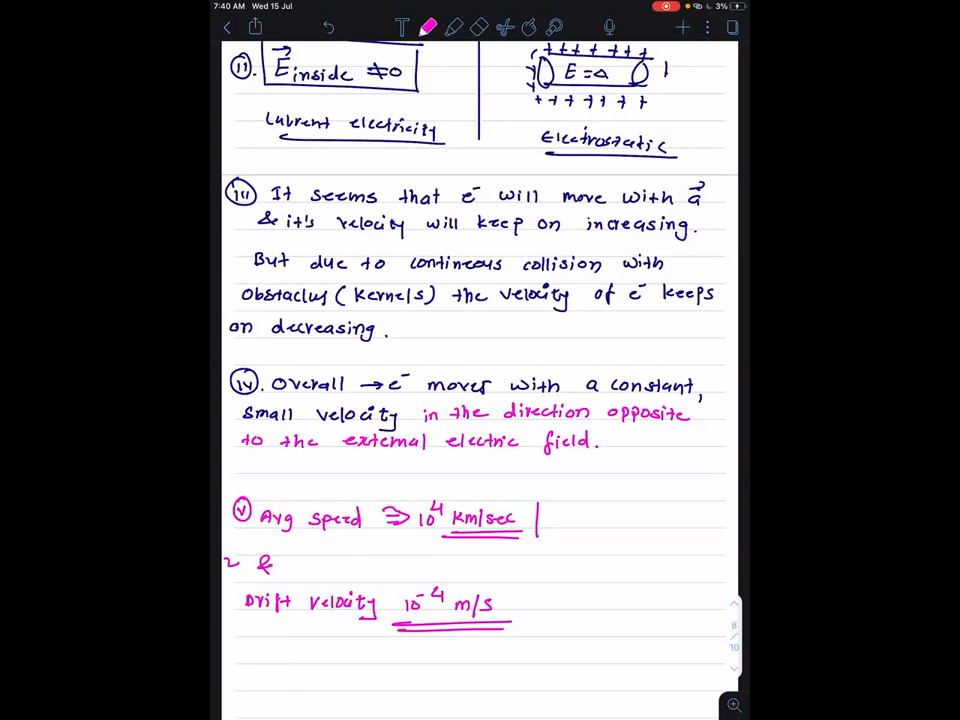 7:40 AM Wed 15 Jul
3%
T
(ii). E inside ≠0
Current electricity
+ + + + + + +
E = 0
+ + + + + + +
Electrostatic
(iii) It seems that e⁻ will move with a⃗
& it's velocity will keep on increasing.
But due to contineous collision with
obstacles (Kernels) the velocity of e⁻ keeps
on decreasing.
(iv). Overall → e⁻ moves with a constant,
small velocity in the direction opposite
to the external electric field.
(v) Avg speed ⇒ 10⁴ Km/sec
&
Drift velocity 10⁻⁴ m/s
8
/
10